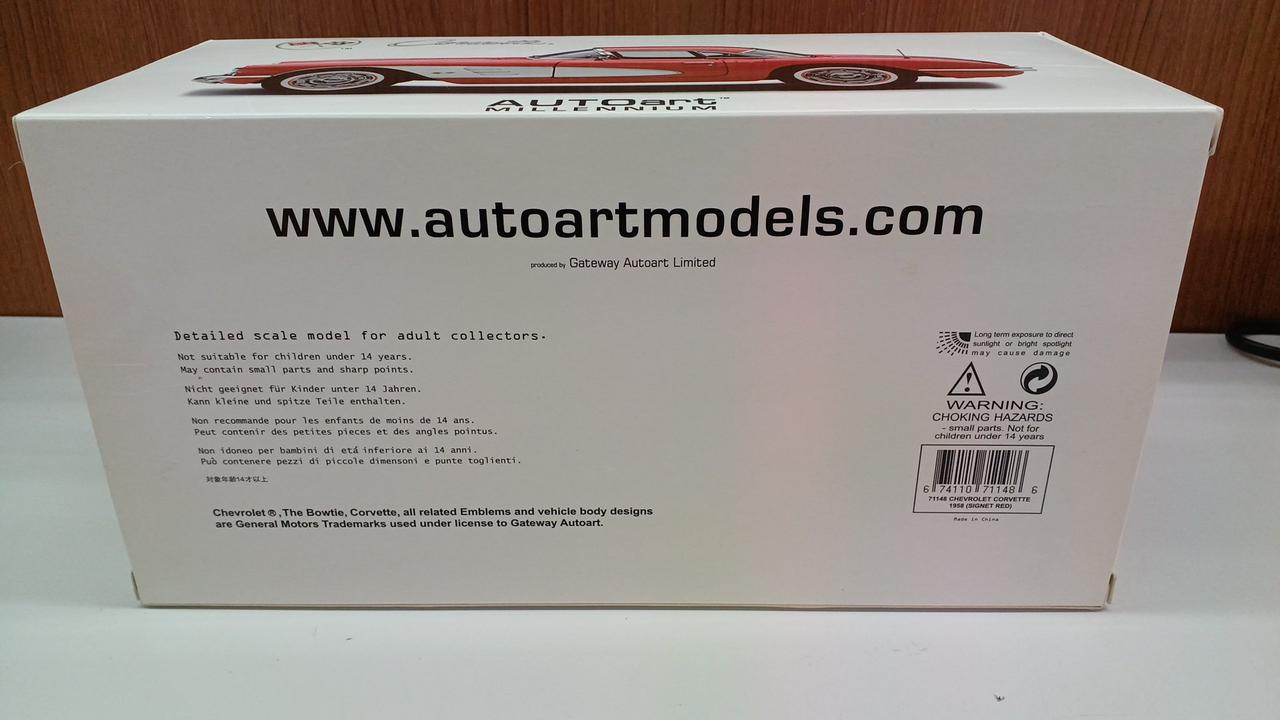 Corvette
AUTOart™
MILLENNIUM
www.autoartmodels.com
produced by Gateway Autoart Limited
Detailed scale model for adult collectors.
Not suitable for children under 14 years.
May contain small parts and sharp points.
Nicht geeignet für Kinder unter 14 Jahren.
Kann kleine und spitze Teile enthalten.
Non recommande pour les enfants de moins de 14 ans.
Peut contenir des petites pieces et des angles pointus.
Non idoneo per bambini di etá inferiore ai 14 anni.
Può contenere pezzi di piccole dimensoni e punte toglienti.
対象年齢14才以上
Chevrolet®,The Bowtie, Corvette, all related Emblems and vehicle body designs
are General Motors Trademarks used under license to Gateway Autoart.
Long term exposure to direct
sunlight or bright spotlight
may cause damage
WARNING:
CHOKING HAZARDS
- small parts. Not for
children under 14 years
6 74110 71148 6
71148 CHEVROLET CORVETTE
1958 (SIGNET RED)
Made in China